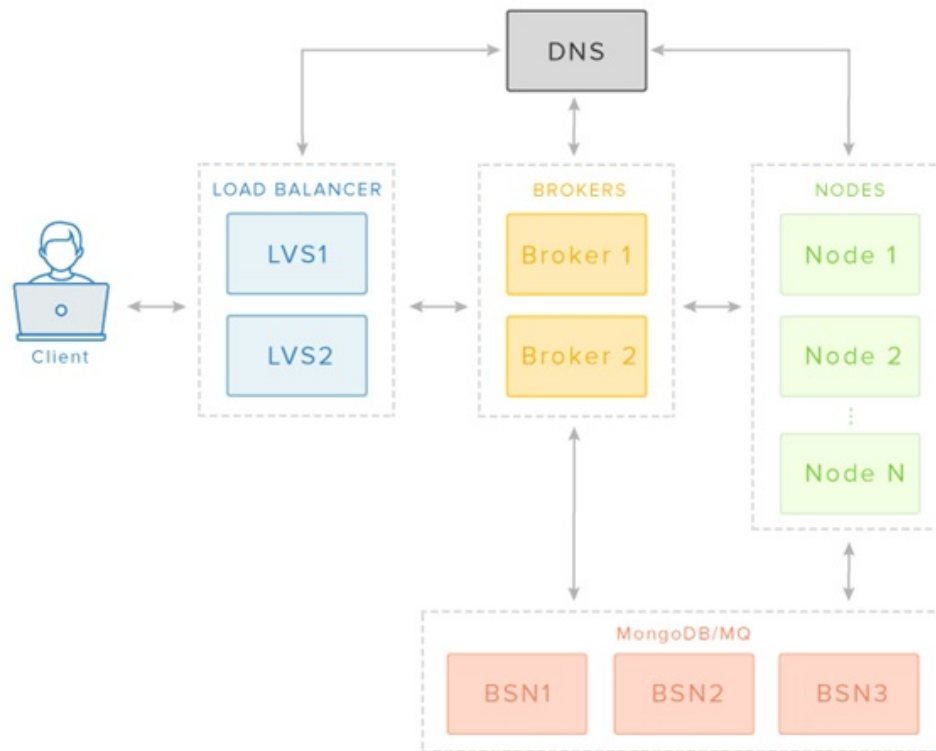 DNS
LOAD BALANCER
LVS1
LVS2
BROKERS
Broker 1
Broker 2
NODES
Node 1
Node 2
Node N
Client
MongoDB/MQ
BSN1
BSN2
BSN3